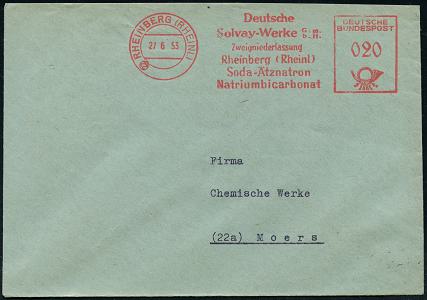 RHEINBERG (RHEINL)
27 6 53
Deutsche
Solvay-Werke G.m.
b.H.
Zweigniederlassung
Rheinberg (Rheinl)
Soda-Ätznatron
Natriumbicarbonat
DEUTSCHE
BUNDESPOST
020
Firma
Chemische Werke
(22a) Moers